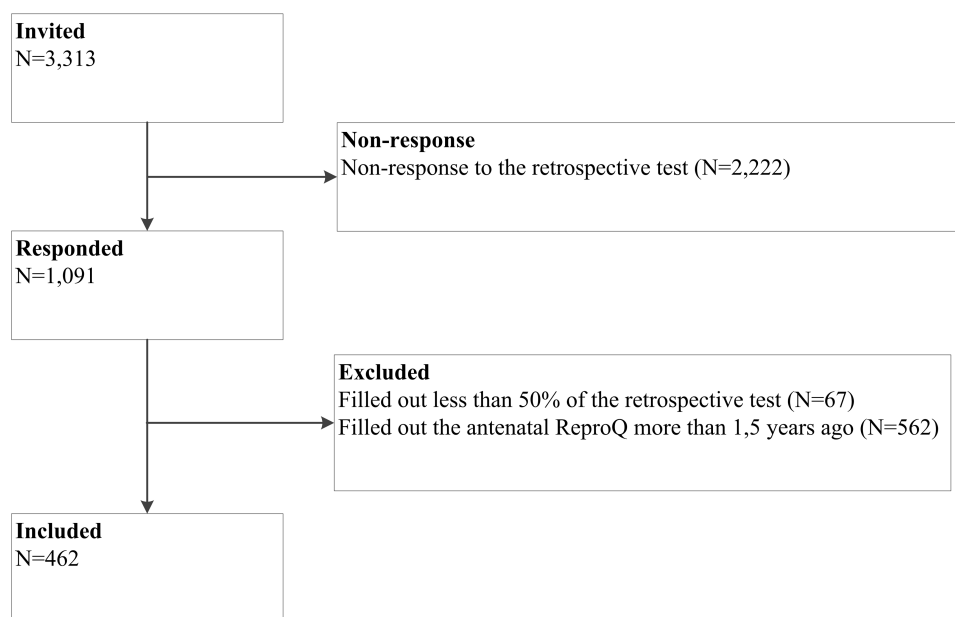 Invited
N=3,313
Non-response
Non-response to the retrospective test (N=2,222)
Responded
N=1,091
Excluded
Filled out less than 50% of the retrospective test (N=67)
Filled out the antenatal ReproQ more than 1,5 years ago (N=562)
Included
N=462